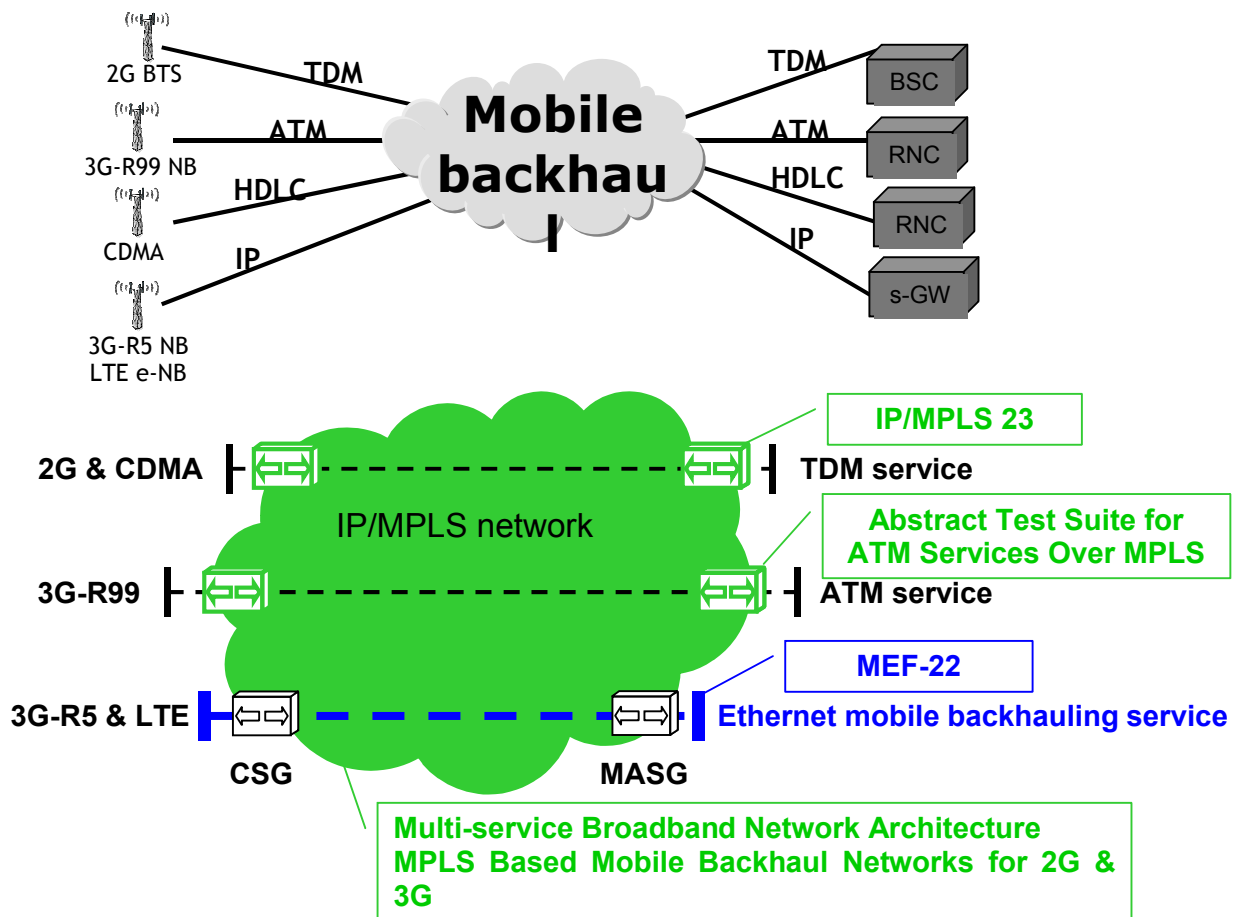 2G BTS
TDM
TDM
BSC
Mobile
backhau
l
3G-R99 NB
ATM
ATM
RNC
CDMA
HDLC
HDLC
RNC
IP
IP
s-GW
3G-R5 NB
LTE e-NB
IP/MPLS 23
2G & CDMA
TDM service
IP/MPLS network
Abstract Test Suite for
ATM Services Over MPLS
3G-R99
ATM service
MEF-22
3G-R5 & LTE
Ethernet mobile backhauling service
CSG
MASG
Multi-service Broadband Network Architecture
MPLS Based Mobile Backhaul Networks for 2G &
3G